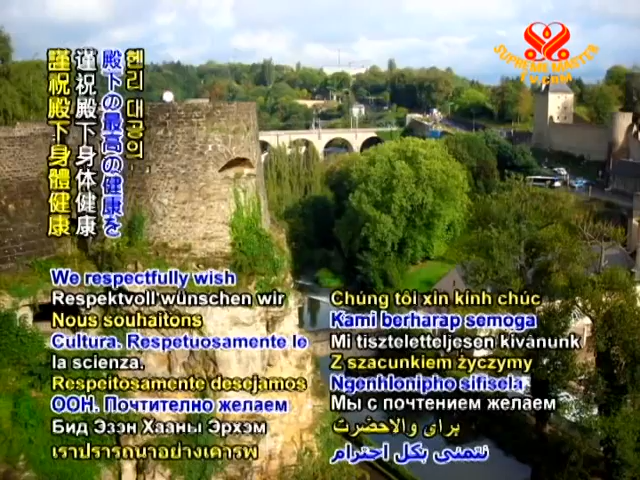 SUPREME MASTER
TV.COM
헨리 대공의
殿下の最高の健康を
谨祝殿下身体健康
謹祝殿下身體健康
We respectfully wish
Respektvoll wünschen wir
Nous souhaitons
Cultura. Respetuosamente le
la scienza.
Respeitosamente desejamos
ООН. Почтително желаем
Бид Эзэн Хааны Эрхэм
เราปรารถนาอย่างเคารพ
Chúng tôi xin kính chúc
Kami berharap semoga
Mi tiszteletteljesen kívánunk
Z szacunkiem życzymy
Ngenhlonipho sifisela
Мы с почтением желаем
برای والاحضرت
نتمنى بكل احترام